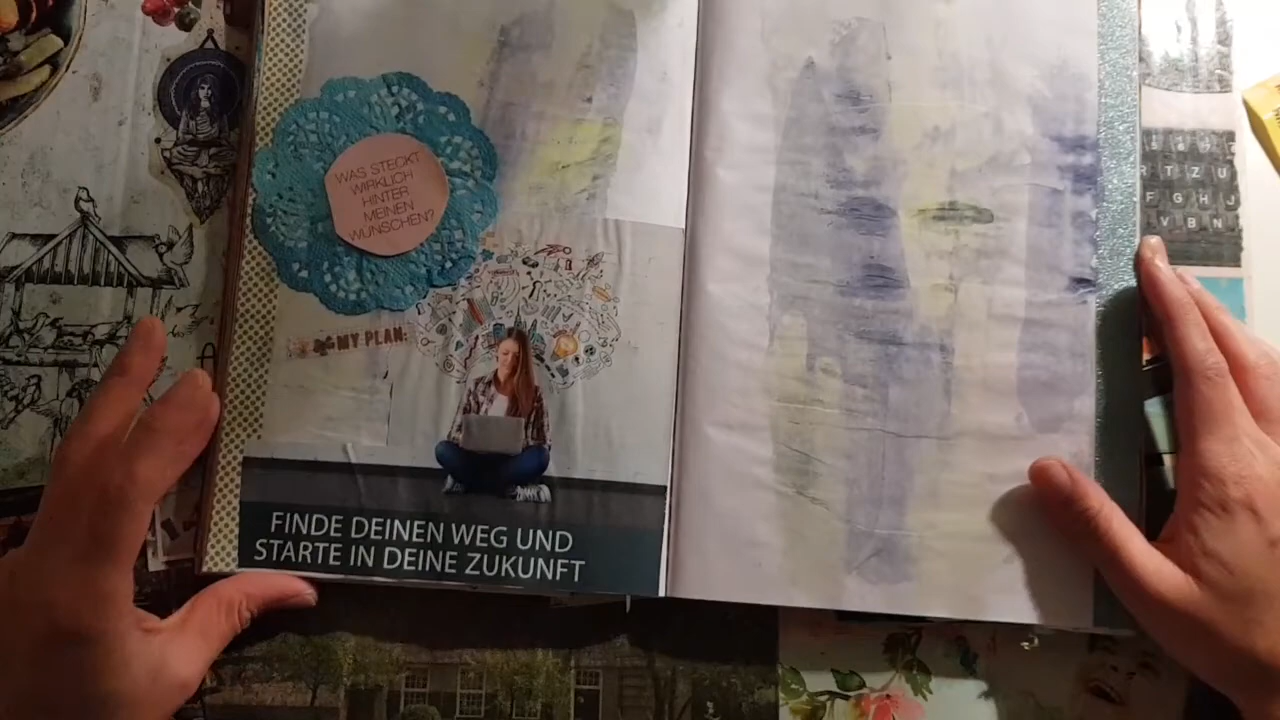 WAS STECKT
WIRKLICH
HINTER
MEINEN
WÜNSCHEN?
MY PLAN:
FINDE DEINEN WEG UND
STARTE IN DEINE ZUKUNFT
R T Z U
F G H J
V B N